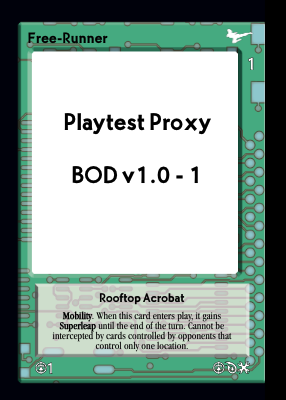 Free-Runner
1
Playtest Proxy
BOD v1.0 - 1
Rooftop Acrobat
Mobility. When this card enters play, it gains
Superleap until the end of the turn. Cannot be
intercepted by cards controlled by opponents that
control only one location.
1